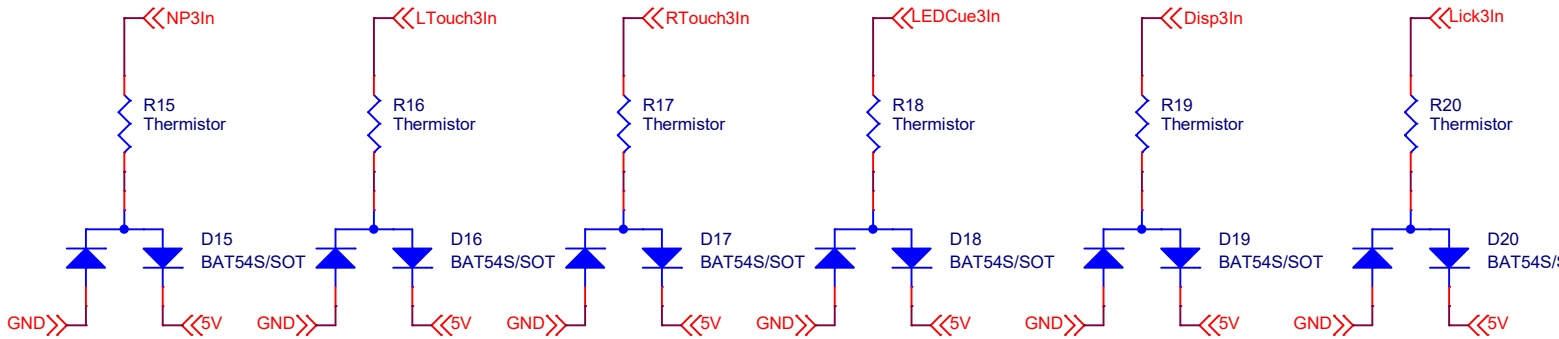 NP3In
LTouch3In
RTouch3In
LEDCue3In
Disp3In
Lick3In
R15
Thermistor
R16
Thermistor
R17
Thermistor
R18
Thermistor
R19
Thermistor
R20
Thermistor
D15
BAT54S/SOT
D16
BAT54S/SOT
D17
BAT54S/SOT
D18
BAT54S/SOT
D19
BAT54S/SOT
D20
BAT54S/S
GND
5V
GND
5V
GND
5V
GND
5V
GND
5V
GND
5V